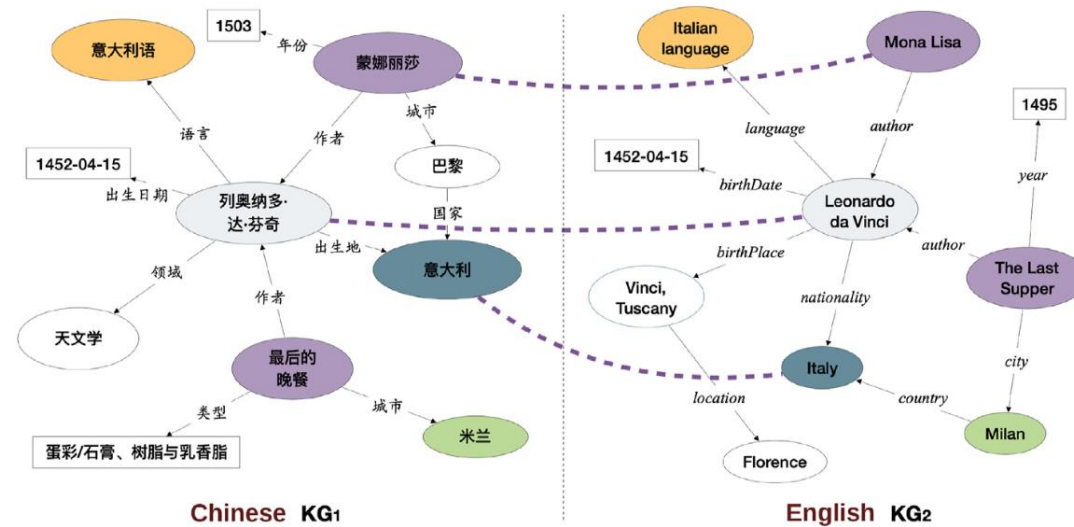 1503
年份
意大利语
蒙娜丽莎
城市
语言
作者
1452-04-15
巴黎
出生日期
列奥纳多·
达·芬奇
国家
出生地
意大利
领域
作者
天文学
最后的
晚餐
类型
城市
蛋彩/石膏、树脂与乳香脂
米兰
Chinese KG1
Italian
language
Mona Lisa
1495
language
author
1452-04-15
birthDate
year
Leonardo
da Vinci
author
birthPlace
The Last
Supper
Vinci,
Tuscany
nationality
Italy
city
location
country
Milan
Florence
English KG2